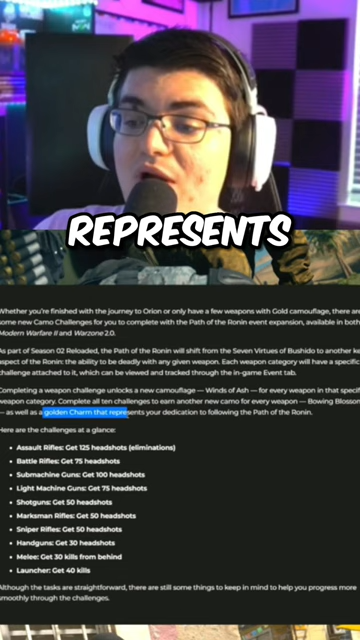 REPRESENTS
Whether you're finished with the journey to Orion or only have a few weapons with Gold camouflage, there are
some new Camo Challenges for you to complete with the Path of the Ronin event expansion, available in both
Modern Warfare II and Warzone 2.0.
As part of Season 02 Reloaded, the Path of the Ronin will shift from the Seven Virtues of Bushido to another key
aspect of the Ronin: the ability to be deadly with any given weapon. Each weapon category will have a specific
challenge attached to it, which can be viewed and tracked through the in-game Event tab.
Completing a weapon challenge unlocks a new camouflage — Winds of Ash — for every weapon in that specif
weapon category. Complete all ten challenges to earn another new camo for every weapon — Bowing Blossom
— as well as a golden Charm that represents your dedication to following the Path of the Ronin.
Here are the challenges at a glance:
• Assault Rifles: Get 125 headshots (eliminations)
• Battle Rifles: Get 75 headshots
• Submachine Guns: Get 100 headshots
• Light Machine Guns: Get 75 headshots
• Shotguns: Get 50 headshots
• Marksman Rifles: Get 50 headshots
• Sniper Rifles: Get 50 headshots
• Handguns: Get 30 headshots
• Melee: Get 30 kills from behind
• Launcher: Get 40 kills
Although the tasks are straightforward, there are still some things to keep in mind to help you progress more
smoothly through the challenges.